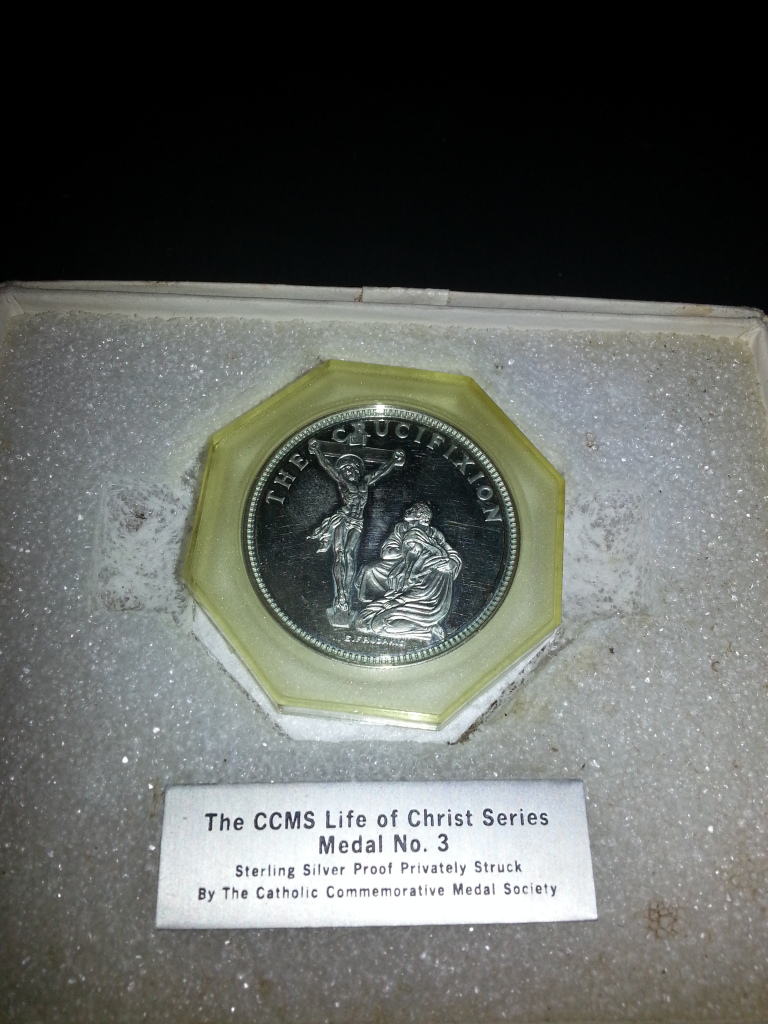 THE CRUCIFIXION
The CCMS Life of Christ Series
Medal No. 3
Sterling Silver Proof Privately Struck
By The Catholic Commemorative Medal Society